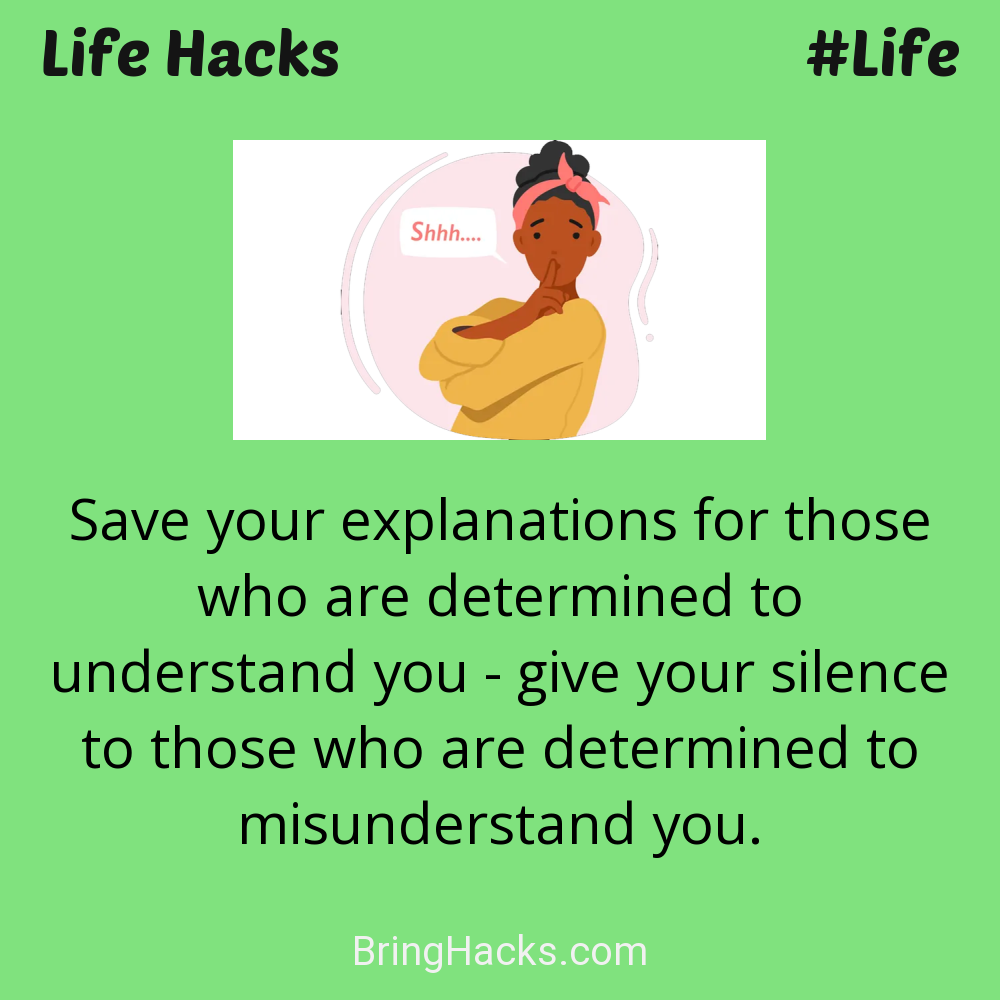 Life Hacks
#Life
Shhh....
Save your explanations for those
who are determined to
understand you - give your silence
to those who are determined to
misunderstand you.
BringHacks.com